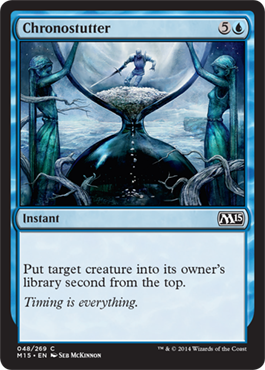 Chronostutter 5
Instant M15
Put target creature into its owner's
library second from the top.
Timing is everything.
048/269 C
M15 • EN Seb McKinnon ™ & © 2014 Wizards of the Coast